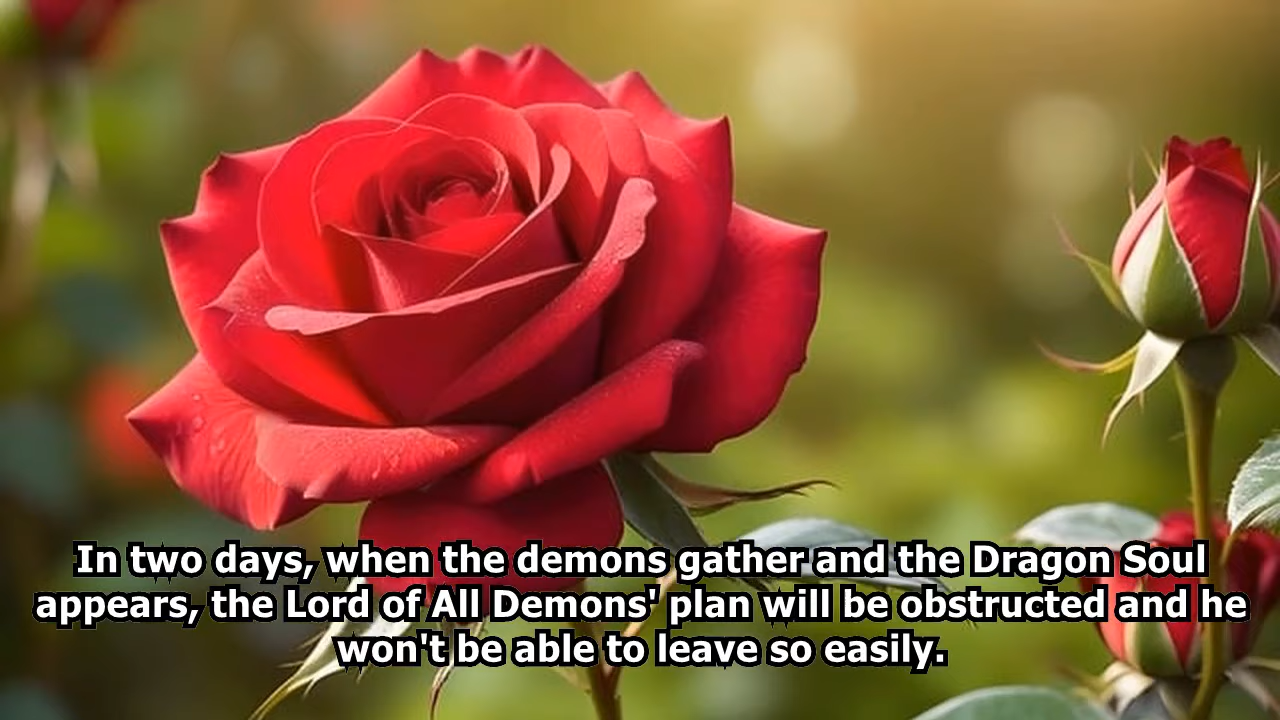 In two days, when the demons gather and the Dragon Soul
appears, the Lord of All Demons' plan will be obstructed and he
won't be able to leave so easily.